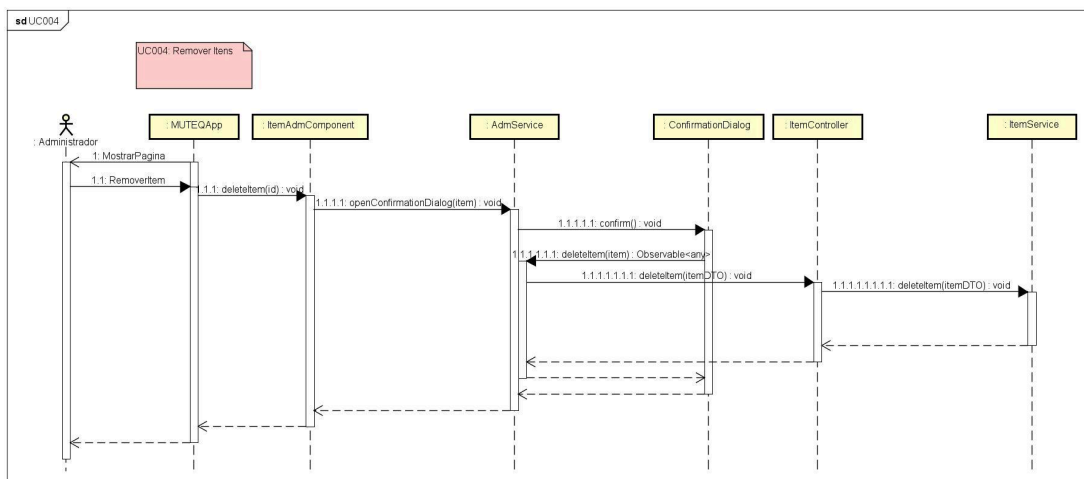 sd UC004
UC004: Remover Itens
: Administrador
: MUTEQApp
: ItemAdmComponent
: AdmService
: ConfirmationDialog
: ItemController
: ItemService
1: MostrarPagina
1.1: RemoverItem
1.1.1: deleteItem(id) : void
1.1.1.1: openConfirmationDialog(item) : void
1.1.1.1.1: confirm() : void
1.1.1.1.1.1: deleteItem(item) : Observable<any>
1.1.1.1.1.1.1: deleteItem(itemDTO) : void
1.1.1.1.1.1.1.1: deleteItem(itemDTO) : void